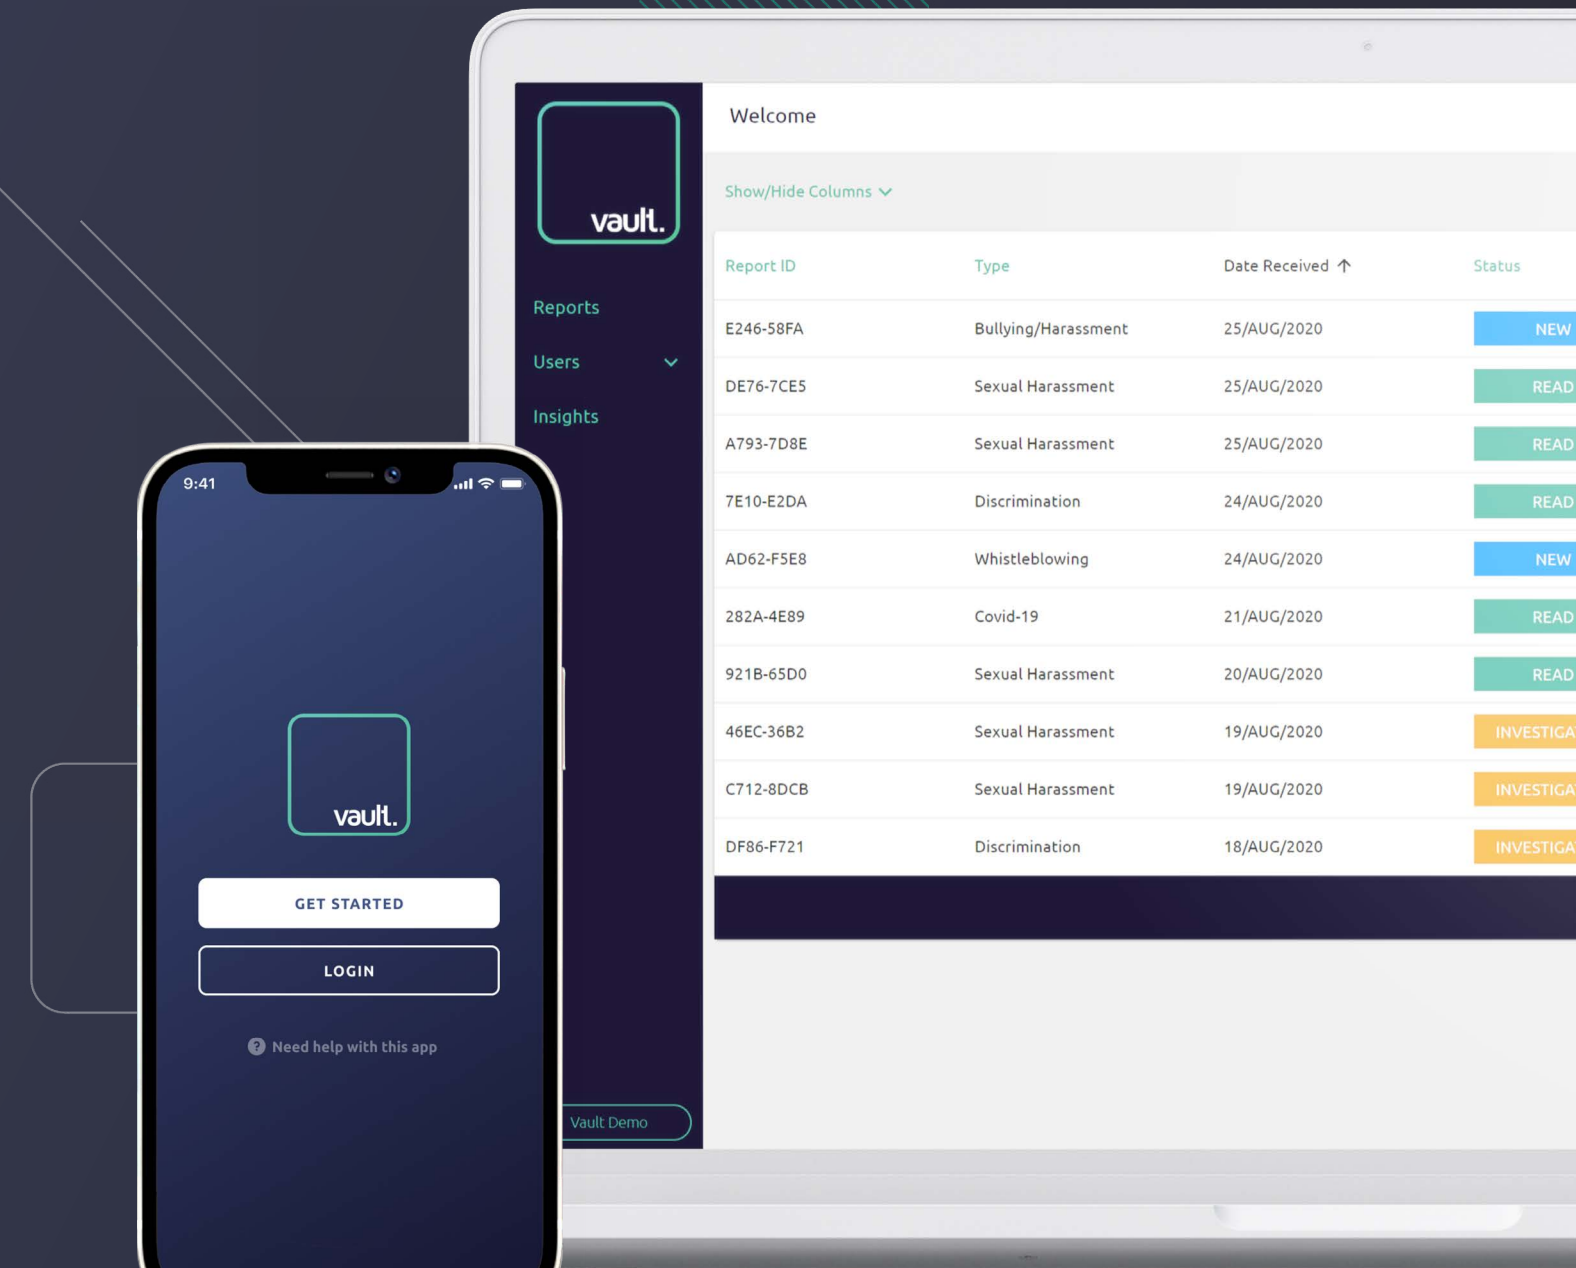 vault.
Reports
Users
Insights
Vault Demo
Welcome
Show/Hide Columns
Report ID Type Date Received Status
E246-58FA Bullying/Harassment 25/AUG/2020 NEW
DE76-7CE5 Sexual Harassment 25/AUG/2020 READ
A793-7D8E Sexual Harassment 25/AUG/2020 READ
7E10-E2DA Discrimination 24/AUG/2020 READ
AD62-F5E8 Whistleblowing 24/AUG/2020 NEW
282A-4E89 Covid-19 21/AUG/2020 READ
921B-65D0 Sexual Harassment 20/AUG/2020 READ
46EC-36B2 Sexual Harassment 19/AUG/2020 INVESTIGA
C712-8DCB Sexual Harassment 19/AUG/2020 INVESTIGA
DF86-F721 Discrimination 18/AUG/2020 INVESTIGA
9:41
vault.
GET STARTED
LOGIN
Need help with this app